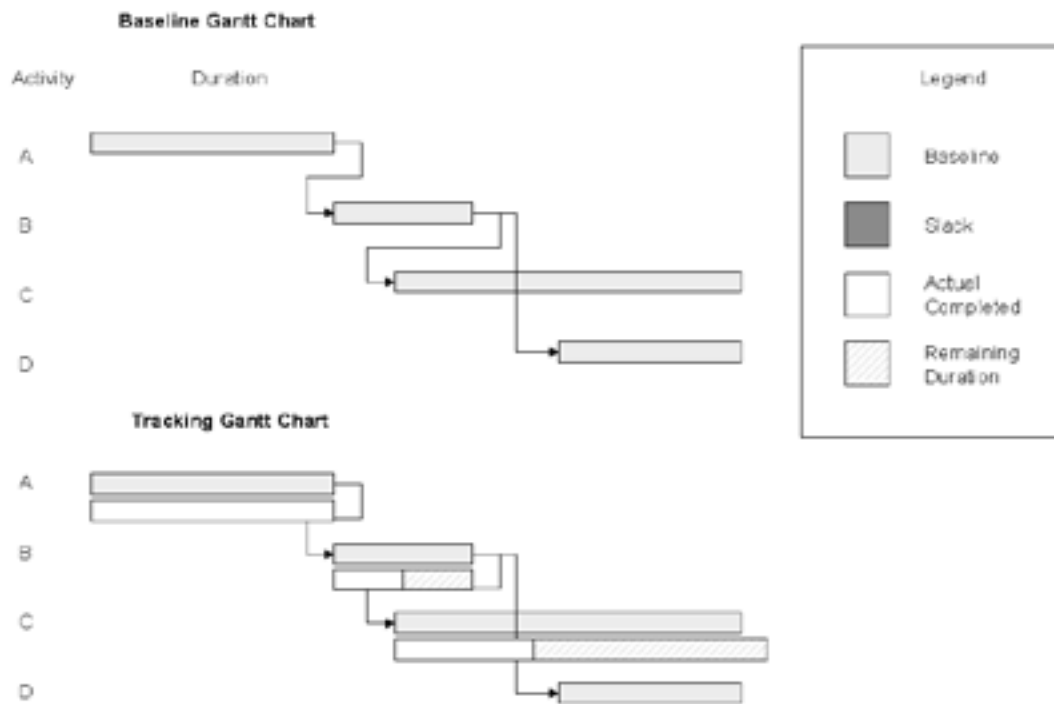 Baseline Gantt Chart
Activity Duration
A
B
C
D
Legend
Baseline
Slack
Actual
Completed
Remaining
Duration
Tracking Gantt Chart
A
B
C
D